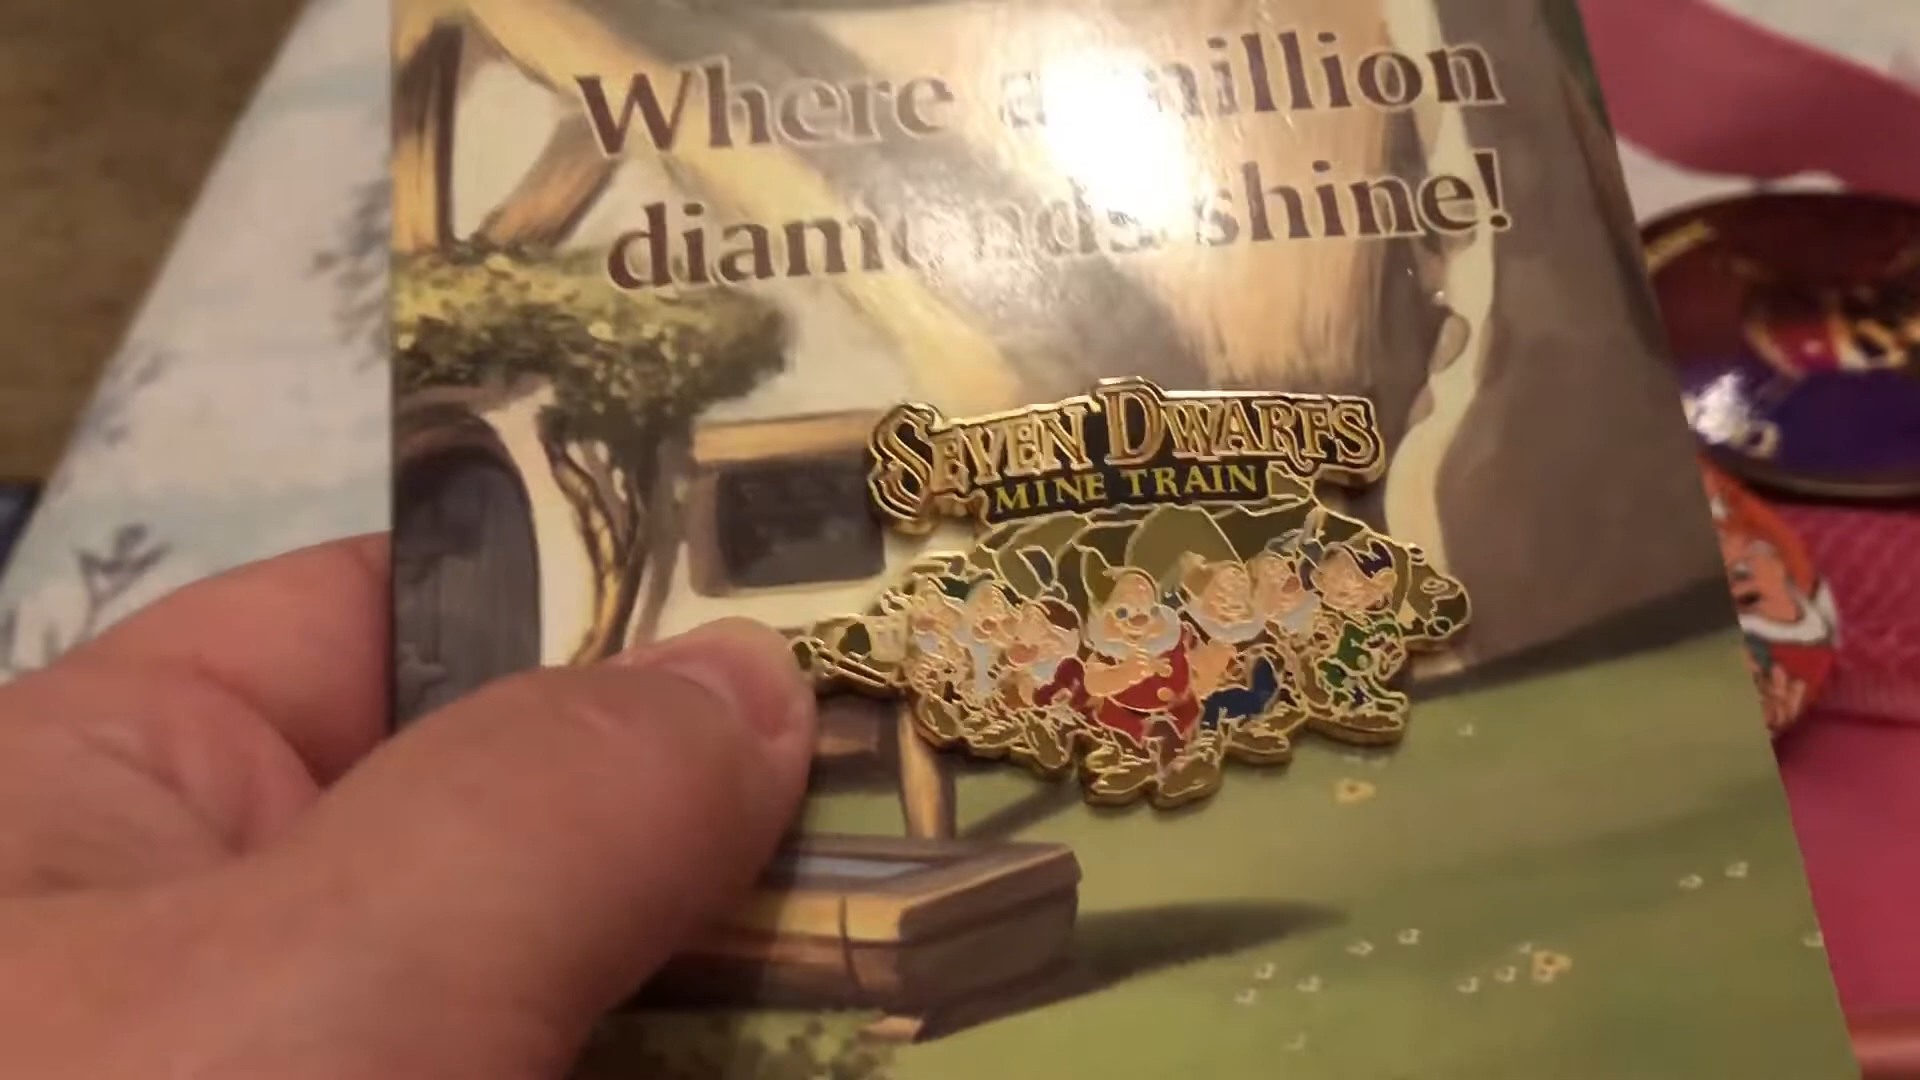 Where a million
diamonds shine!
SEVEN DWARFS
MINE TRAIN